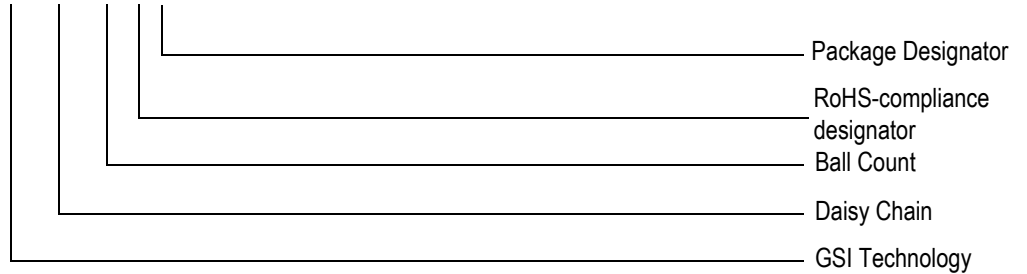 Package Designator
RoHS-compliance
designator
Ball Count
Daisy Chain
GSI Technology